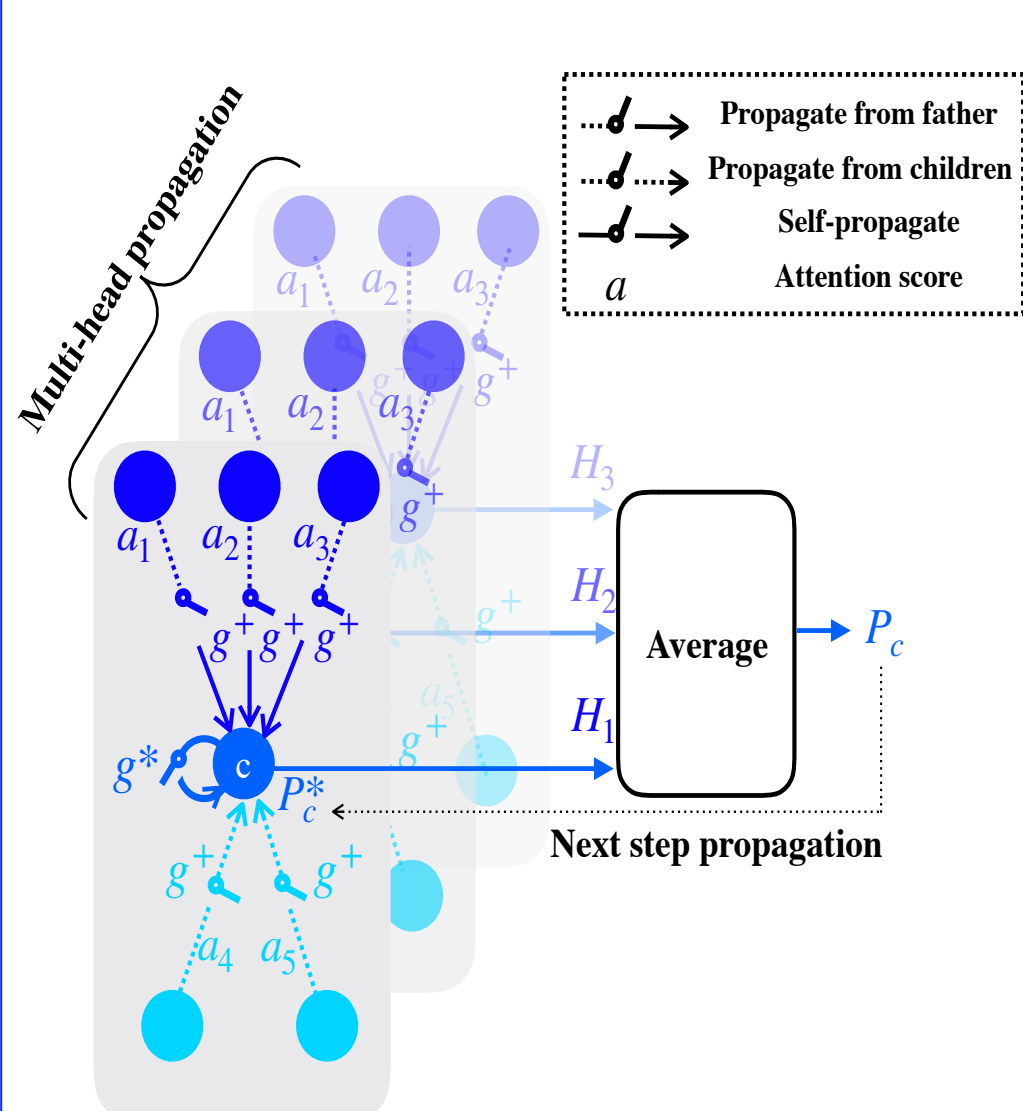 Multi-head propagation
Propagate from father
Propagate from children
Self-propagate
a Attention score
a1 a2 a3
g+ g+ g+
a1 a2 a3
g+
a1 a2 a3
g+ g+ g+
H3
H2
H1
g+
a5
g+
Average
Pc
g* c Pc*
Next step propagation
g+ g+
a4 a5